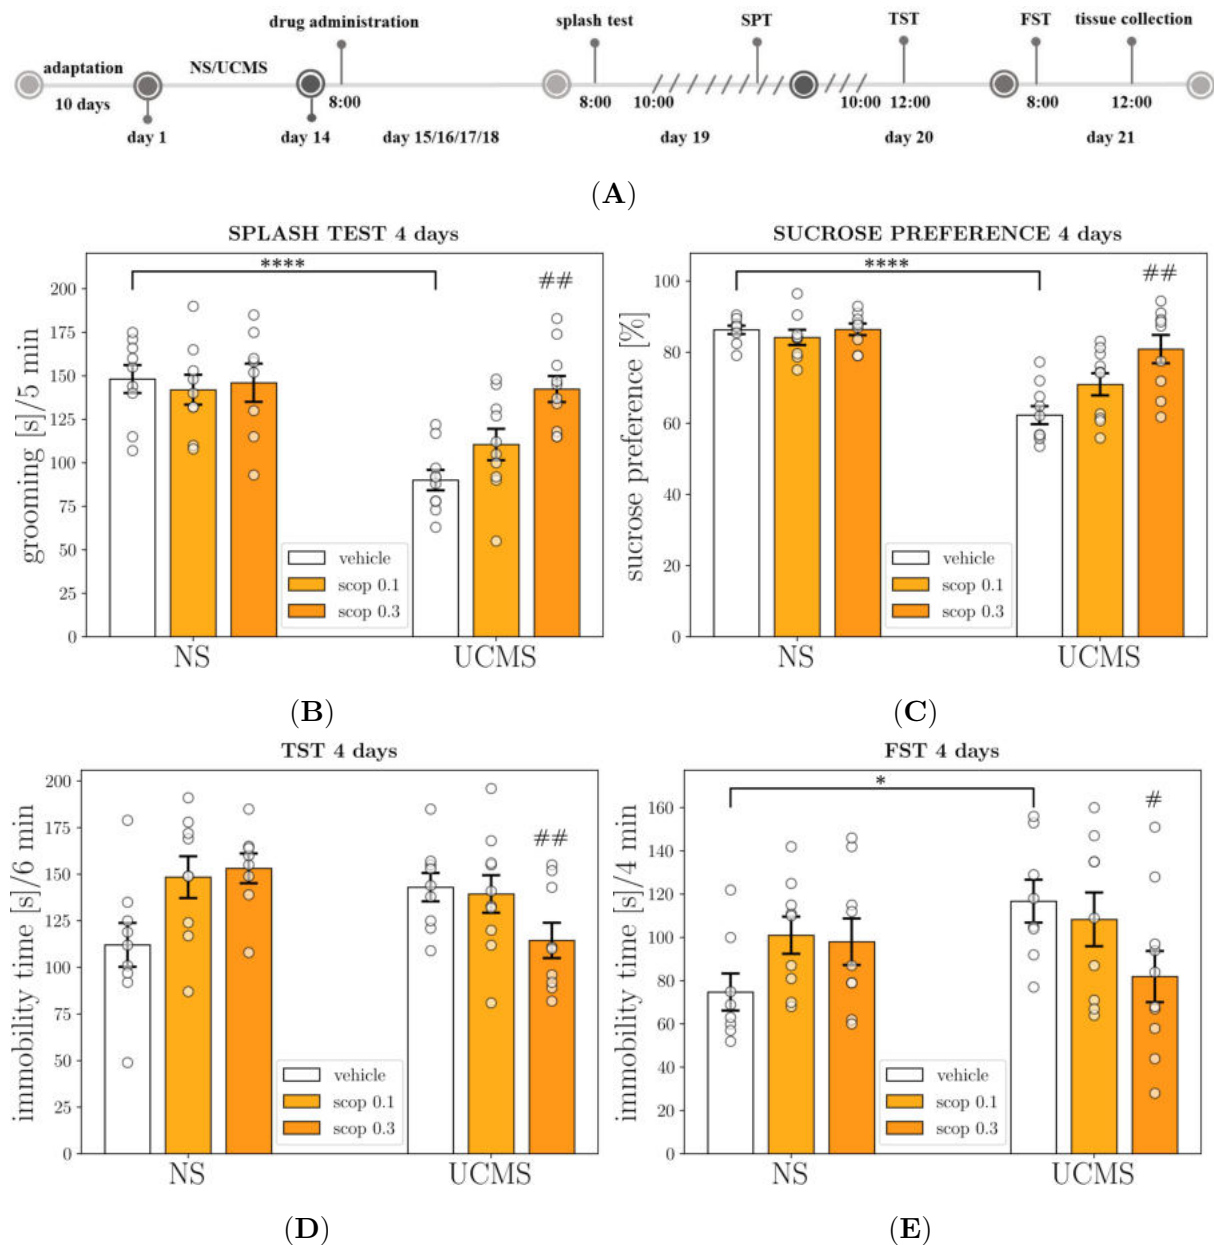 drug administration splash test SPT TST FST tissue collection
adaptation NS/UCMS
10 days 8:00 8:00 10:00 10:00 12:00 8:00 12:00
day 1 day 14 day 15/16/17/18 day 19 day 20 day 21
(A)
SPLASH TEST 4 days
****
##
grooming [s]/5 min
200
175
150
125
100
75
50
25
0
vehicle
scop 0.1
scop 0.3
NS UCMS
(B)
SUCROSE PREFERENCE 4 days
****
##
sucrose preference [%]
100
80
60
40
20
0
vehicle
scop 0.1
scop 0.3
NS UCMS
(C)
TST 4 days
##
immobility time [s]/6 min
200
175
150
125
100
75
50
25
0
vehicle
scop 0.1
scop 0.3
NS UCMS
(D)
FST 4 days
*
#
immobility time [s]/4 min
160
140
120
100
80
60
40
20
0
vehicle
scop 0.1
scop 0.3
NS UCMS
(E)